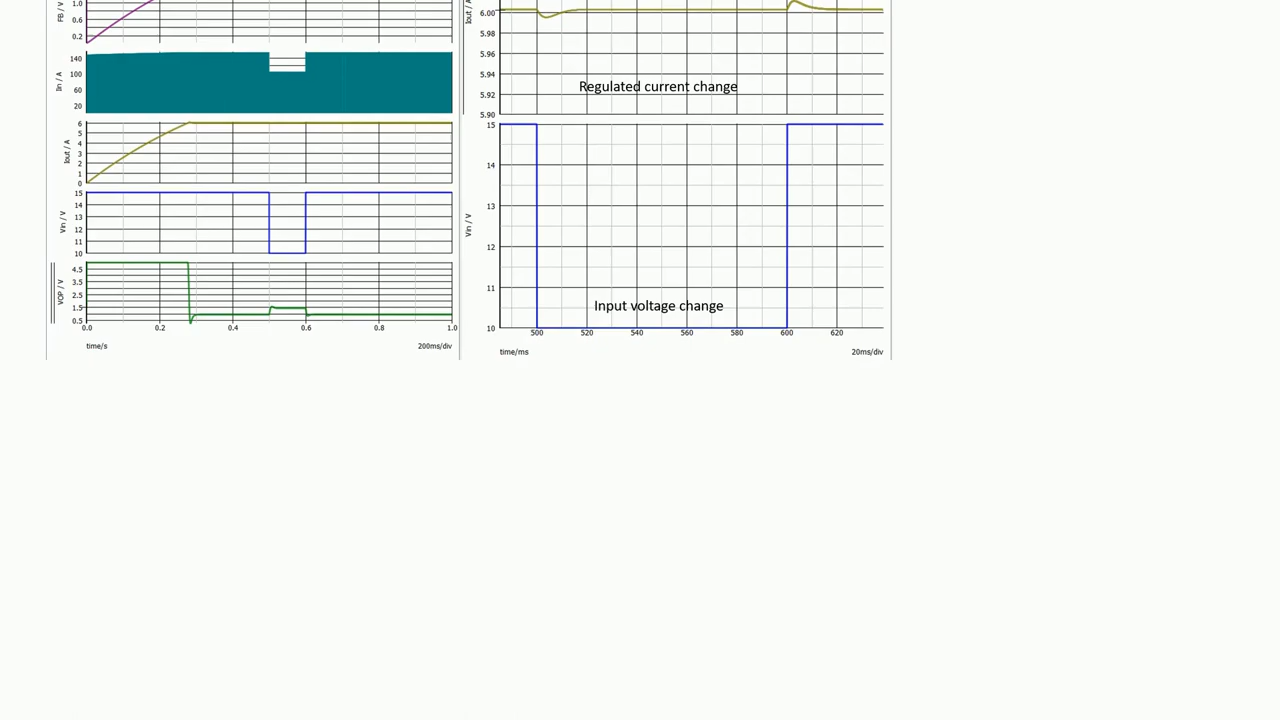 FB / V
1.0
0.6
0.2
Iin / A
140
100
60
20
Iout / A
6
5
4
3
2
1
0
Vin / V
15
14
13
12
11
10
VOP / V
4.5
3.5
2.5
1.5
0.5
0.0 0.2 0.4 0.6 0.8 1.0
time/s 200ms/div
Iout / A
6.00
5.98
5.96
5.94
5.92
5.90
Regulated current change
Vin / V
15
14
13
12
11
10
Input voltage change
500 520 540 560 580 600 620
time/ms 20ms/div